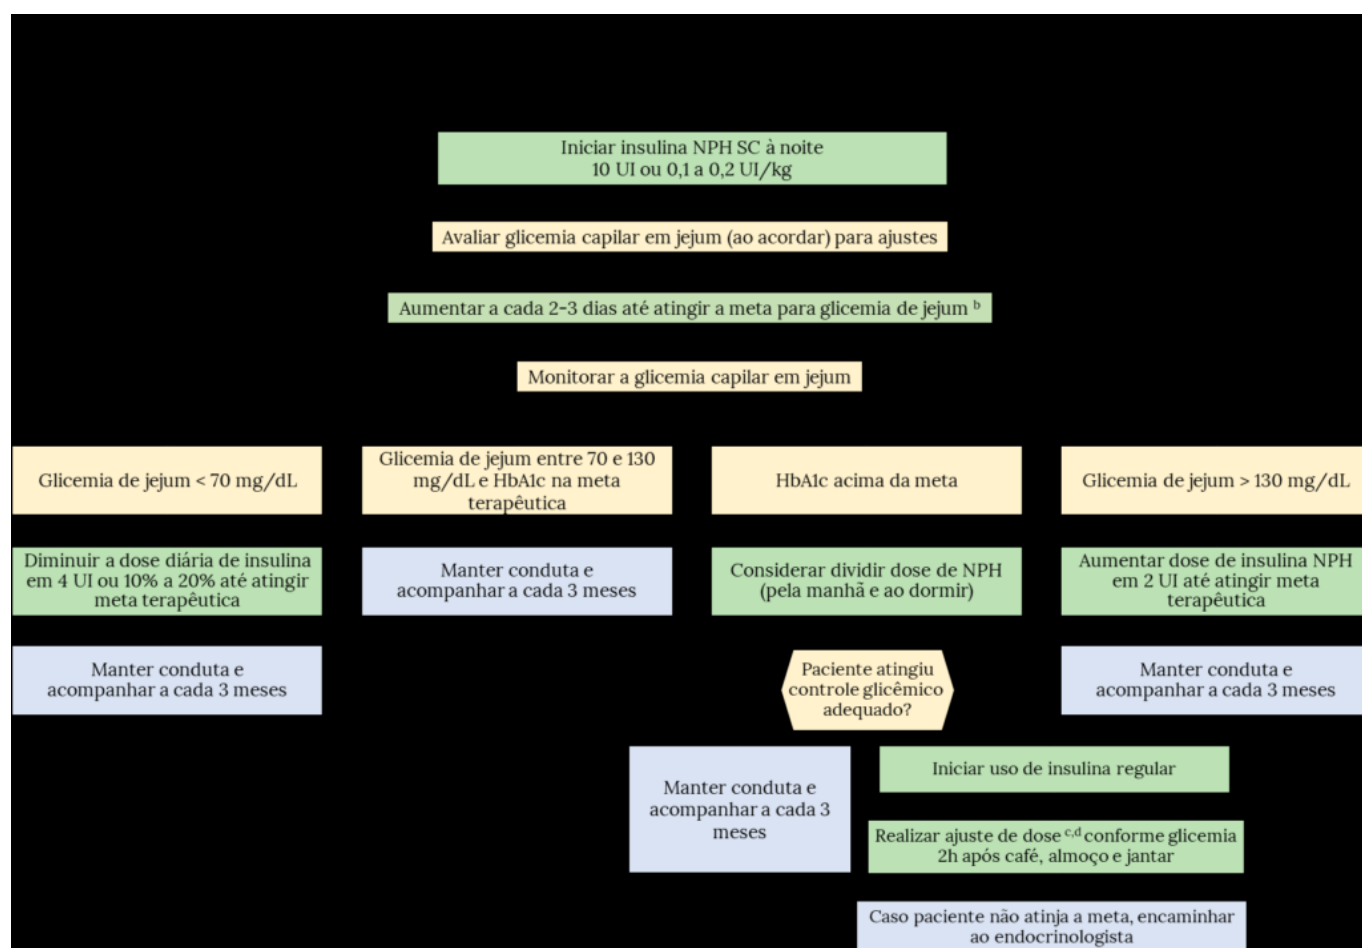 Iniciar insulina NPH SC à noite
10 UI ou 0,1 a 0,2 UI/kg
Avaliar glicemia capilar em jejum (ao acordar) para ajustes
Aumentar a cada 2-3 dias até atingir a meta para glicemia de jejum ᵇ
Monitorar a glicemia capilar em jejum
Glicemia de jejum < 70 mg/dL
Glicemia de jejum entre 70 e 130
mg/dL e HbA1c na meta
terapêutica
HbA1c acima da meta
Glicemia de jejum > 130 mg/dL
Diminuir a dose diária de insulina
em 4 UI ou 10% a 20% até atingir
meta terapêutica
Manter conduta e
acompanhar a cada 3 meses
Considerar dividir dose de NPH
(pela manhã e ao dormir)
Aumentar dose de insulina NPH
em 2 UI até atingir meta
terapêutica
Manter conduta e
acompanhar a cada 3 meses
Paciente atingiu
controle glicêmico
adequado?
Manter conduta e
acompanhar a cada 3 meses
Manter conduta e
acompanhar a cada 3
meses
Iniciar uso de insulina regular
Realizar ajuste de dose ᶜ,ᵈ conforme glicemia
2h após café, almoço e jantar
Caso paciente não atinja a meta, encaminhar
ao endocrinologista